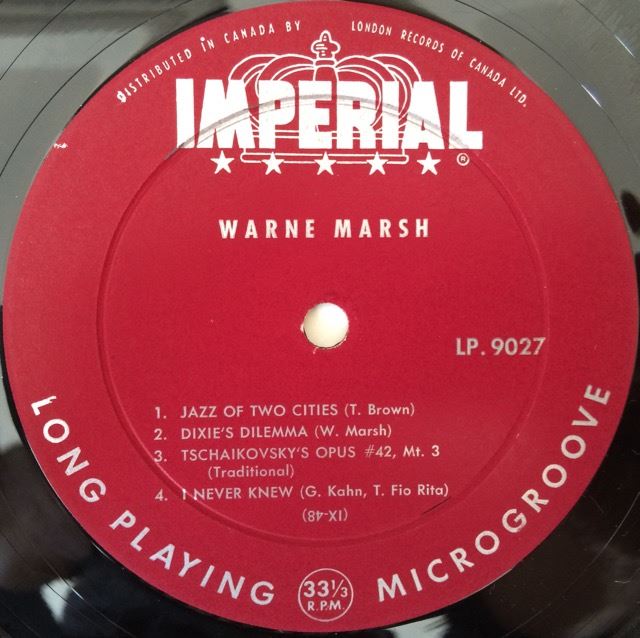 DISTRIBUTED IN CANADA BY LONDON RECORDS OF CANADA LTD.
IMPERIAL
®
WARNE MARSH
LP. 9027
1. JAZZ OF TWO CITIES (T. Brown)
2. DIXIE'S DILEMMA (W. Marsh)
3. TSCHAIKOVSKY'S OPUS #42, Mt. 3
(Traditional)
4. I NEVER KNEW (G. Kahn, T. Fio Rita)
(IX-48)
LONG PLAYING MICROGROOVE
33⅓
R.P.M.